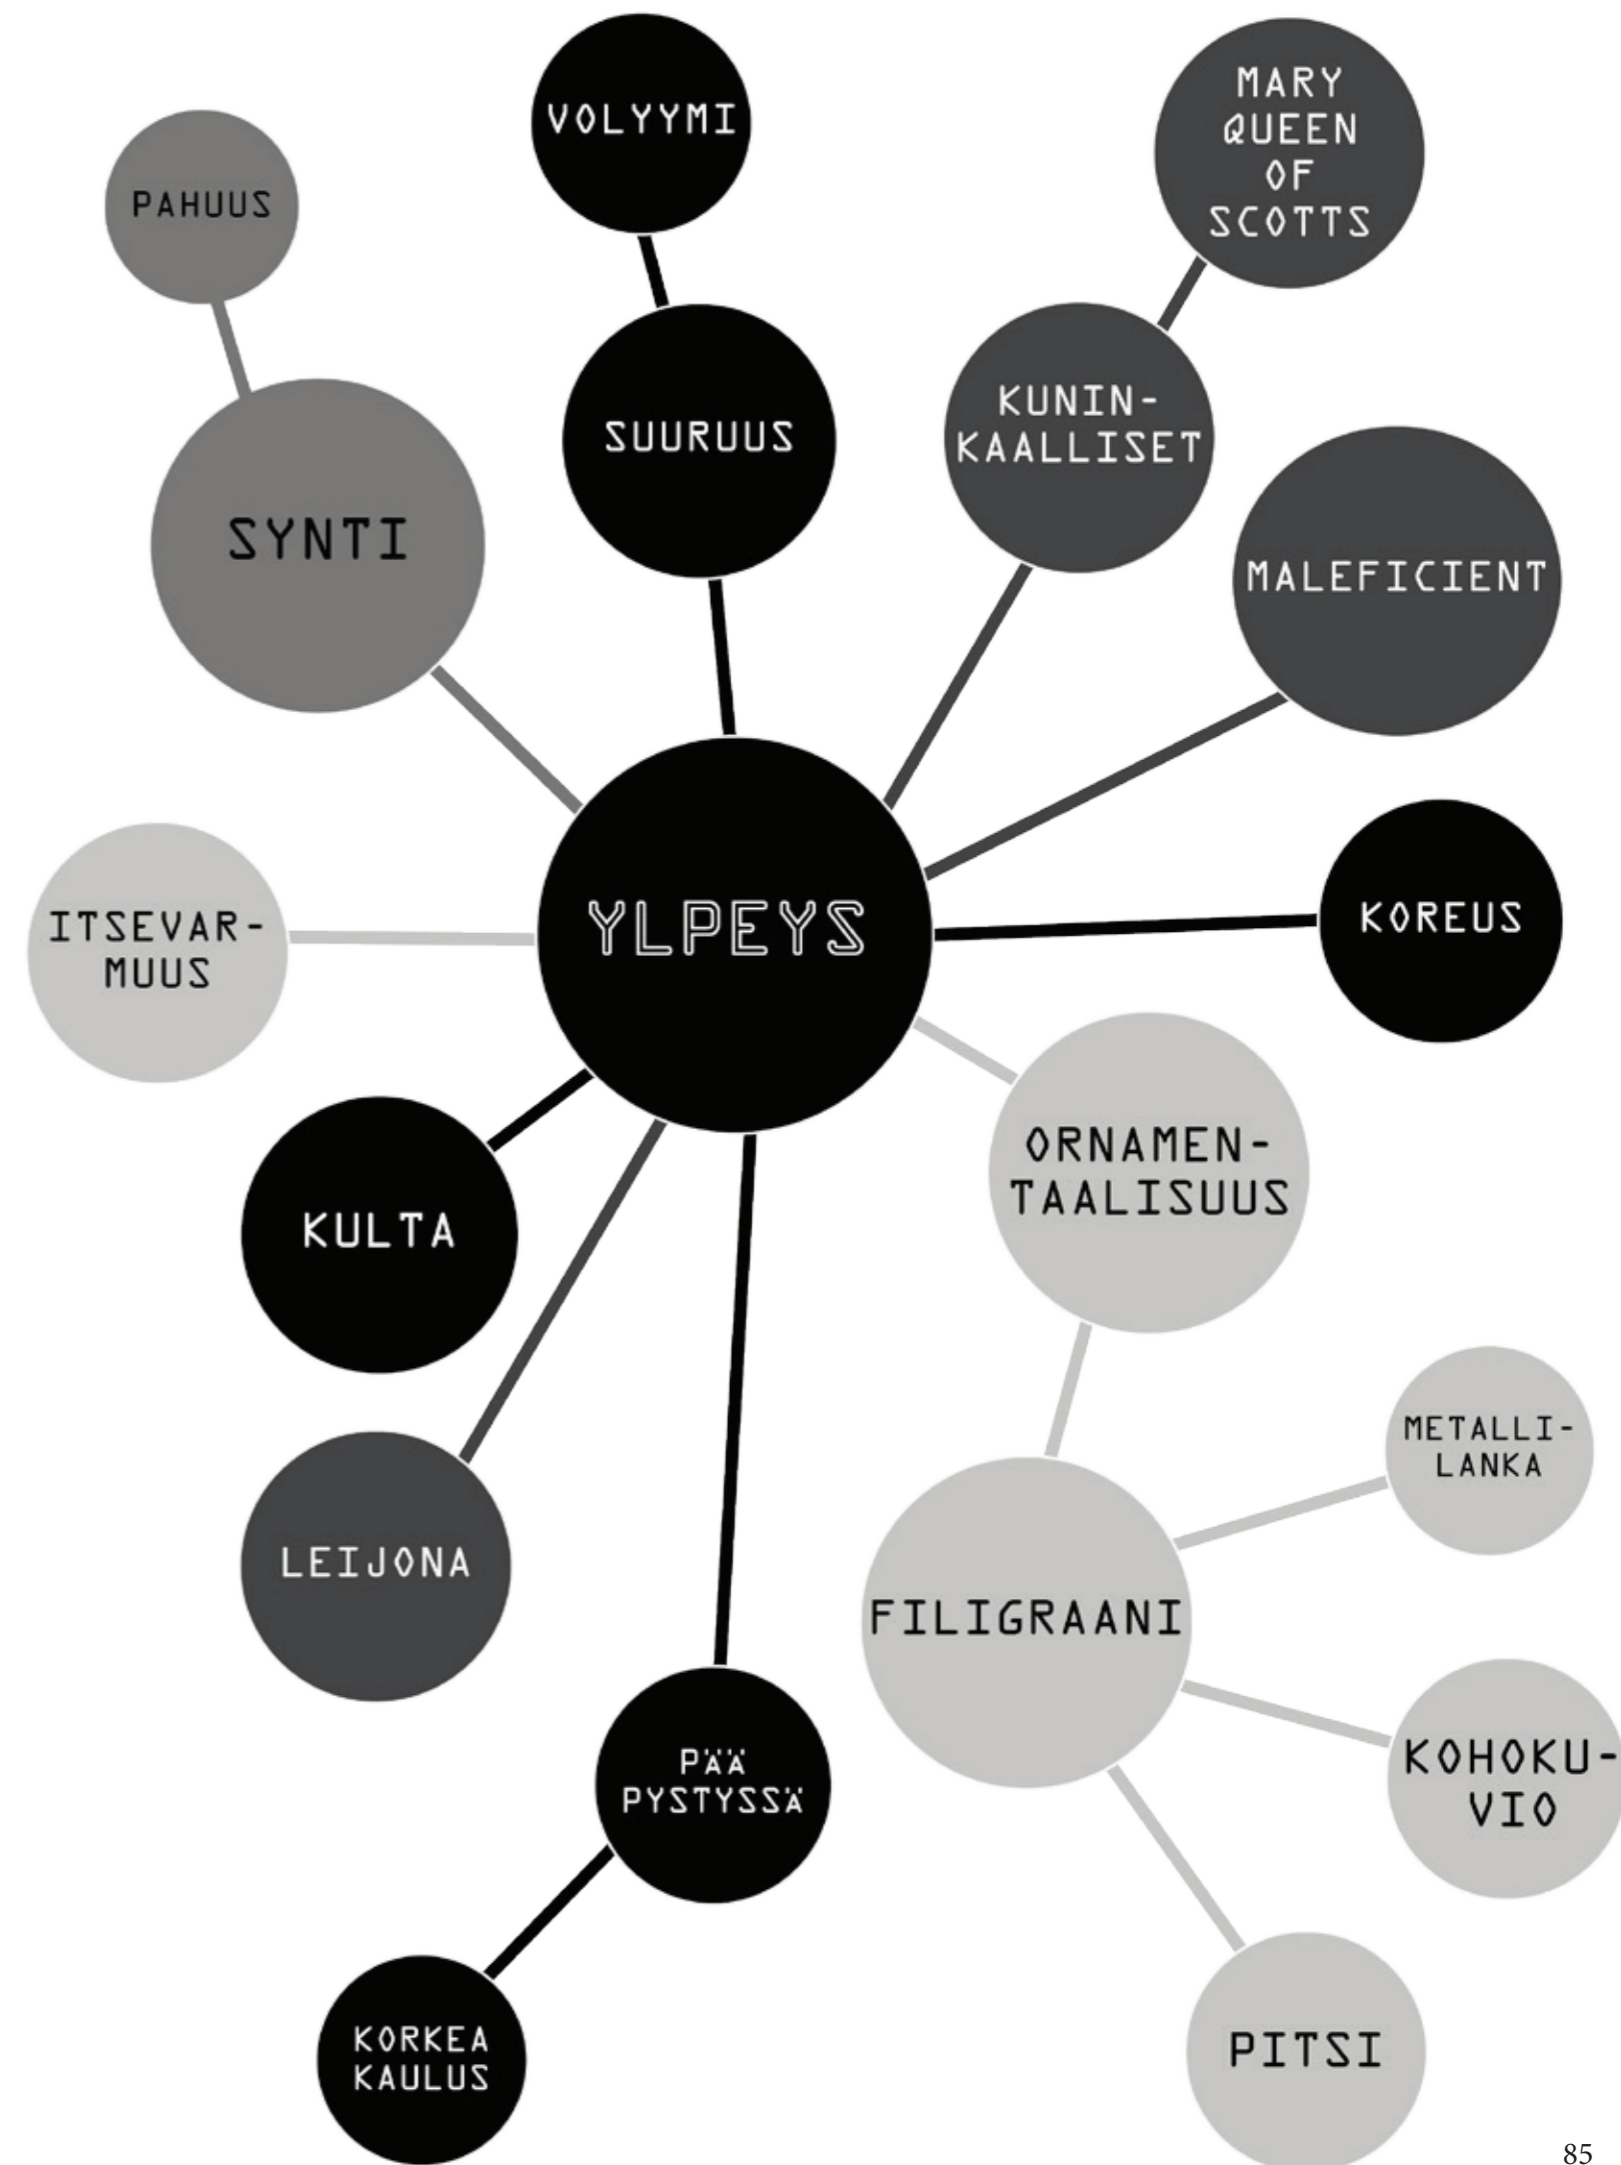 VOLYYMI
MARY
QUEEN
OF
SCOTTS
PAHUUS
SUURUUS
KUNIN-
KAALLISET
SYNTI
MALEFICIENT
ITSEVAR-
MUUS
YLPEYS
KOREUS
ORNAMEN-
TAALISUUS
KULTA
METALLI-
LANKA
LEIJONA
FILIGRAANI
PÄÄ
PYSTYSSÄ
KOHOKU-
VIO
KORKEA
KAULUS
PITSI
85